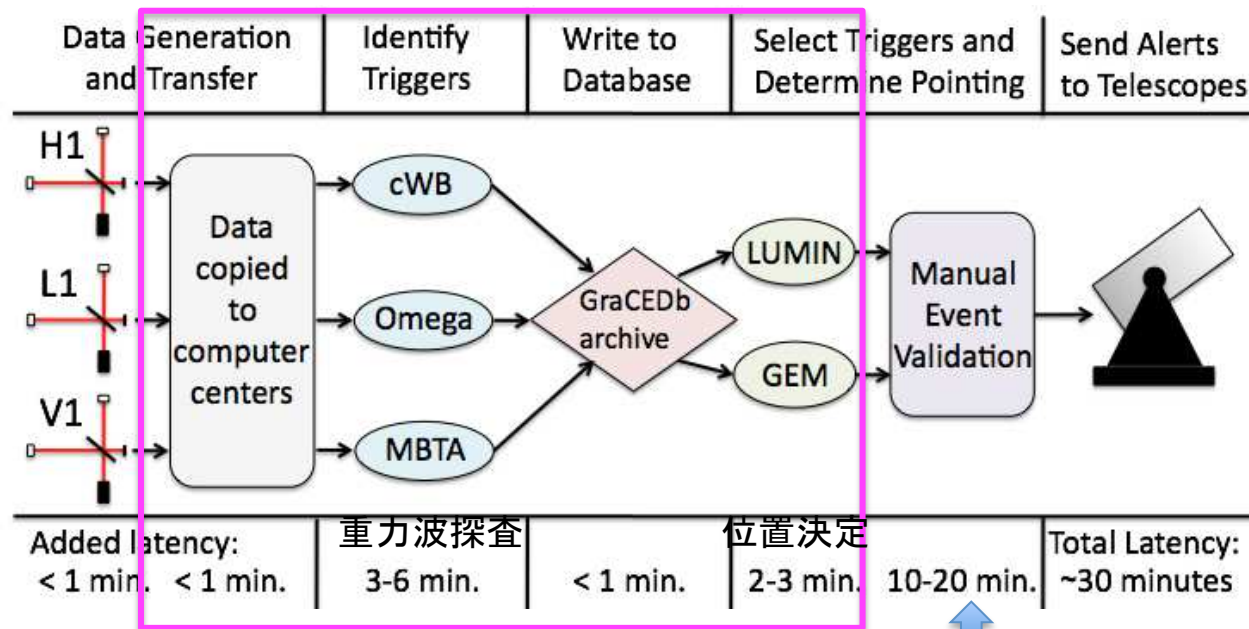 Data Generation
and Transfer
Identify
Triggers
Write to
Database
Select Triggers and
Determine Pointing
Send Alerts
to Telescopes
H1
L1
V1
Data
copied
to
computer
centers
cWB
Omega
MBTA
GraCEDb
archive
LUMIN
GEM
Manual
Event
Validation
重力波探査
位置決定
Added latency:
< 1 min.
< 1 min.
3-6 min.
< 1 min.
2-3 min.
10-20 min.
Total Latency:
~30 minutes